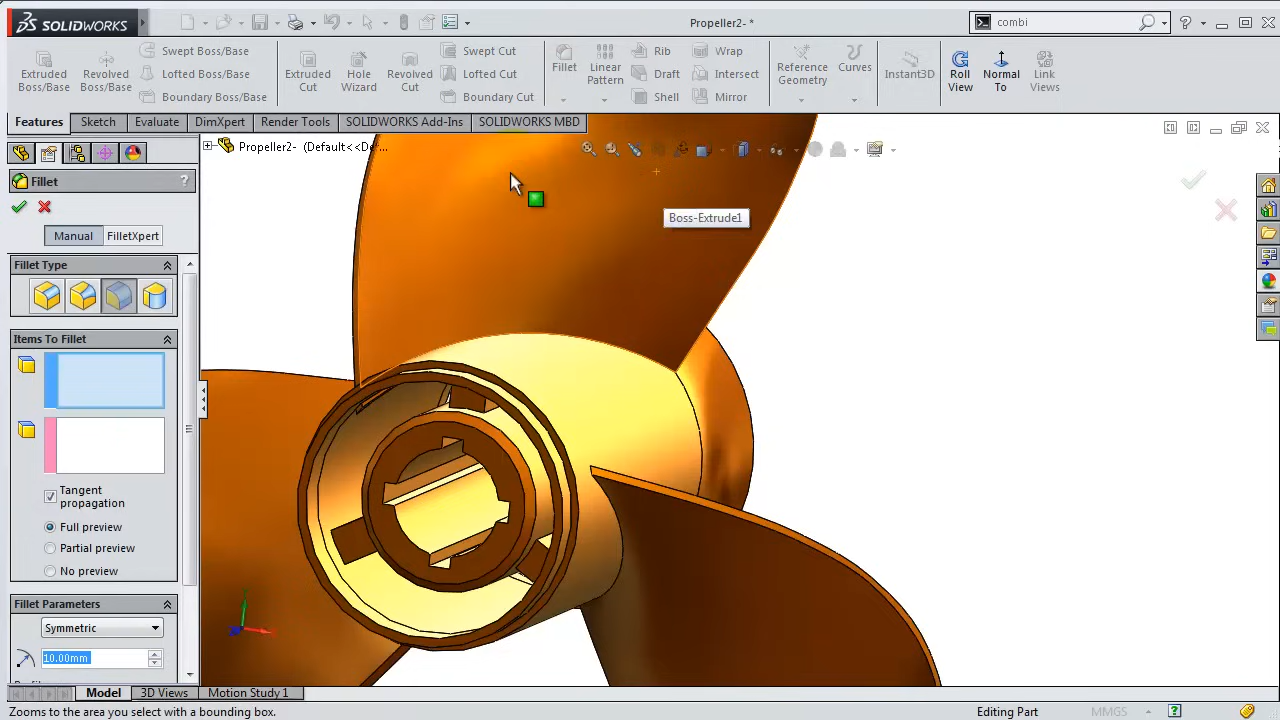 SOLIDWORKS
Propeller2- *
combi
Extruded Boss/Base
Revolved Boss/Base
Swept Boss/Base
Lofted Boss/Base
Boundary Boss/Base
Extruded Cut
Hole Wizard
Revolved Cut
Swept Cut
Lofted Cut
Boundary Cut
Fillet
Linear Pattern
Rib
Draft
Shell
Wrap
Intersect
Mirror
Reference Geometry
Curves
Instant3D
Roll View
Normal To
Link Views
Features
Sketch
Evaluate
DimXpert
Render Tools
SOLIDWORKS Add-Ins
SOLIDWORKS MBD
Propeller2- (Default<<Def...
Fillet
?
Manual
FilletXpert
Boss-Extrude1
Fillet Type
Items To Fillet
Tangent
propagation
Full preview
Partial preview
No preview
Fillet Parameters
Symmetric
10.00mm
Model
3D Views
Motion Study 1
Zooms to the area you select with a bounding box.
Editing Part
MMGS